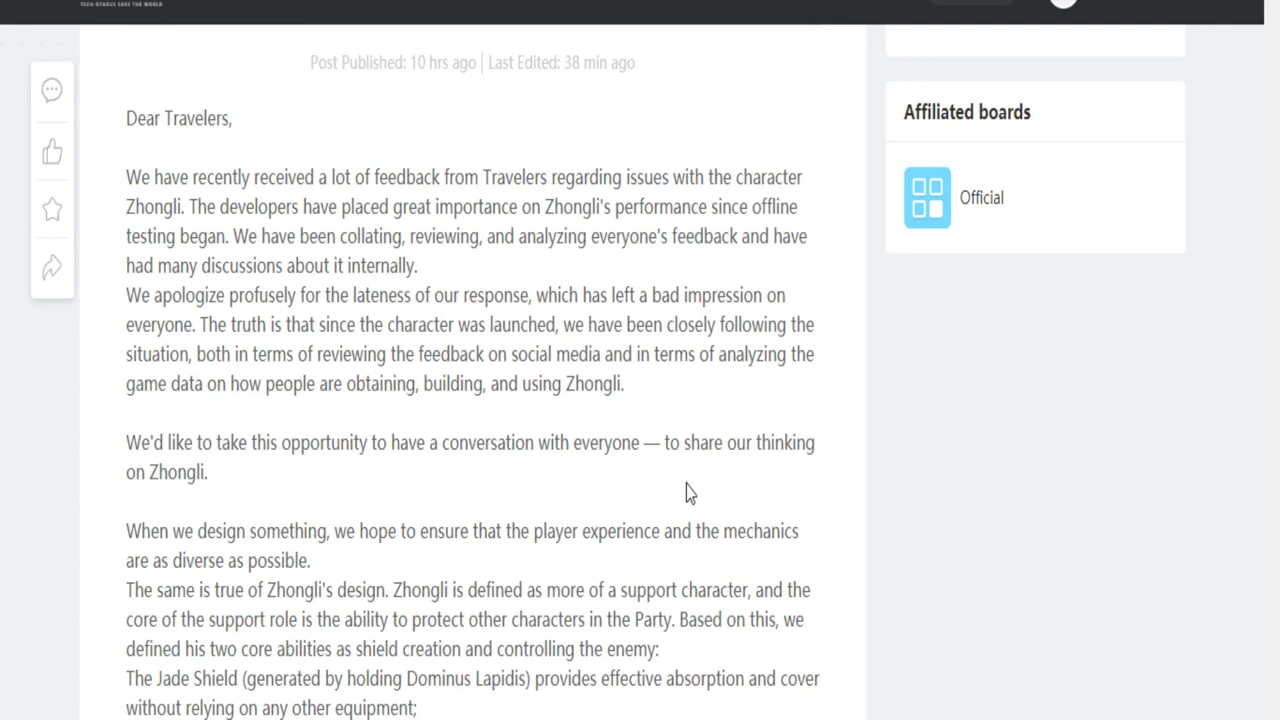 TECH OTAKUS SAVE THE WORLD
Post Published: 10 hrs ago | Last Edited: 38 min ago
Dear Travelers,
We have recently received a lot of feedback from Travelers regarding issues with the character
Zhongli. The developers have placed great importance on Zhongli's performance since offline
testing began. We have been collating, reviewing, and analyzing everyone's feedback and have
had many discussions about it internally.
We apologize profusely for the lateness of our response, which has left a bad impression on
everyone. The truth is that since the character was launched, we have been closely following the
situation, both in terms of reviewing the feedback on social media and in terms of analyzing the
game data on how people are obtaining, building, and using Zhongli.
We'd like to take this opportunity to have a conversation with everyone — to share our thinking
on Zhongli.
When we design something, we hope to ensure that the player experience and the mechanics
are as diverse as possible.
The same is true of Zhongli's design. Zhongli is defined as more of a support character, and the
core of the support role is the ability to protect other characters in the Party. Based on this, we
defined his two core abilities as shield creation and controlling the enemy:
The Jade Shield (generated by holding Dominus Lapidis) provides effective absorption and cover
without relying on any other equipment;
Affiliated boards
Official